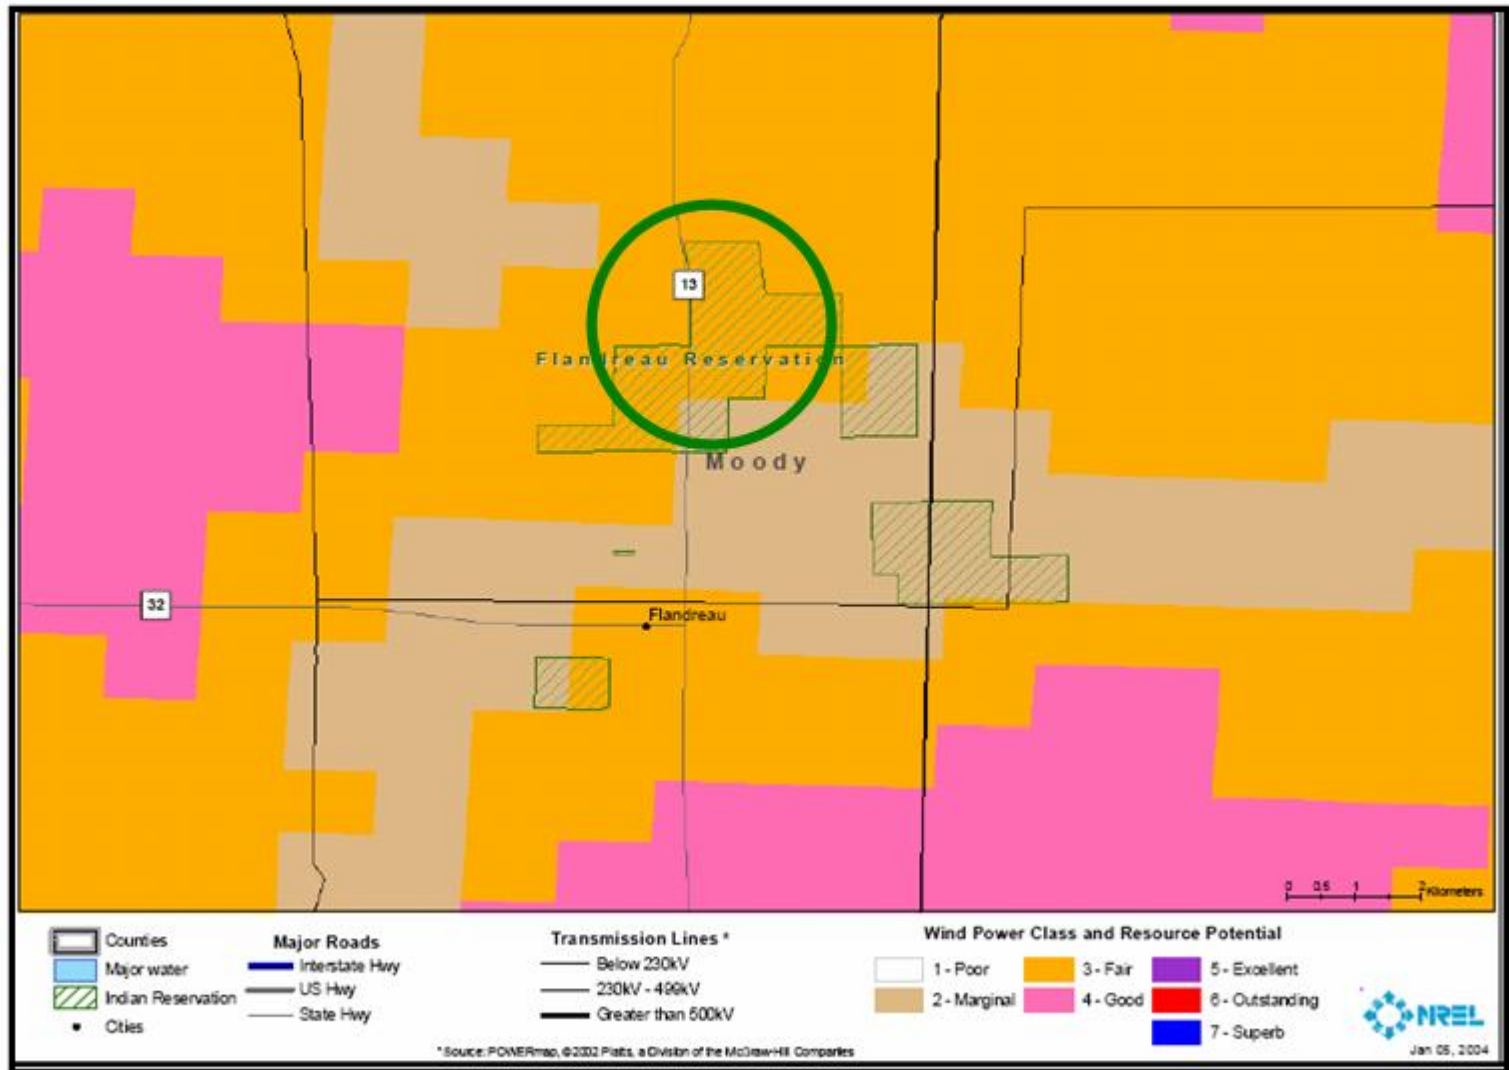 13
Flandreau Reservation
Moody
32
Flandreau
0 0.5 1 2 Kilometers
Counties
Major water
Indian Reservation
Cities
Major Roads
Interstate Hwy
US Hwy
State Hwy
Transmission Lines *
Below 230kV
230kV - 499kV
Greater than 500kV
* Source: POWERmap, ©2002 Platts, a Division of the McGraw-Hill Companies
Wind Power Class and Resource Potential
1 - Poor
2 - Marginal
3 - Fair
4 - Good
5 - Excellent
6 - Outstanding
7 - Superb
NREL
Jan 05, 2004